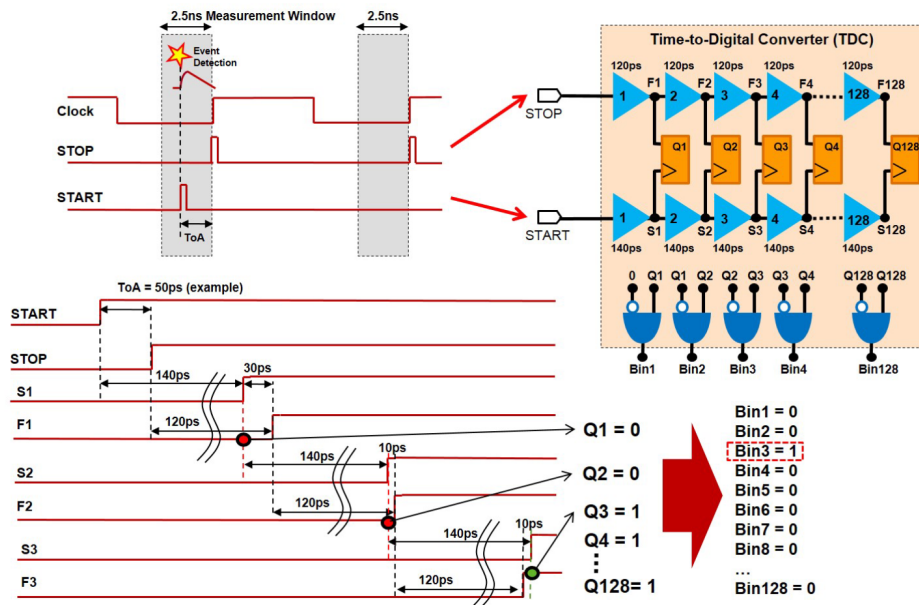 2.5ns Measurement Window
2.5ns
Event
Detection
Clock
STOP
START
ToA
Time-to-Digital Converter (TDC)
120ps 120ps 120ps 120ps 120ps
1 F1 2 F2 3 F3 4 F4 128 F128
STOP
Q1 Q2 Q3 Q4 Q128
START
1 S1 2 S2 3 S3 4 S4 128 S128
140ps 140ps 140ps 140ps 140ps
0 Q1 Q1 Q2 Q2 Q3 Q3 Q4 Q128 Q128
Bin1 Bin2 Bin3 Bin4 Bin128
ToA = 50ps (example)
START
STOP
140ps
30ps
S1
120ps
F1
140ps
10ps
S2
120ps
F2
140ps
10ps
S3
120ps
F3
Q1 = 0
Q2 = 0
Q3 = 1
Q4 = 1
Q128= 1
Bin1 = 0
Bin2 = 0
Bin3 = 1
Bin4 = 0
Bin5 = 0
Bin6 = 0
Bin7 = 0
Bin8 = 0
...
Bin128 = 0